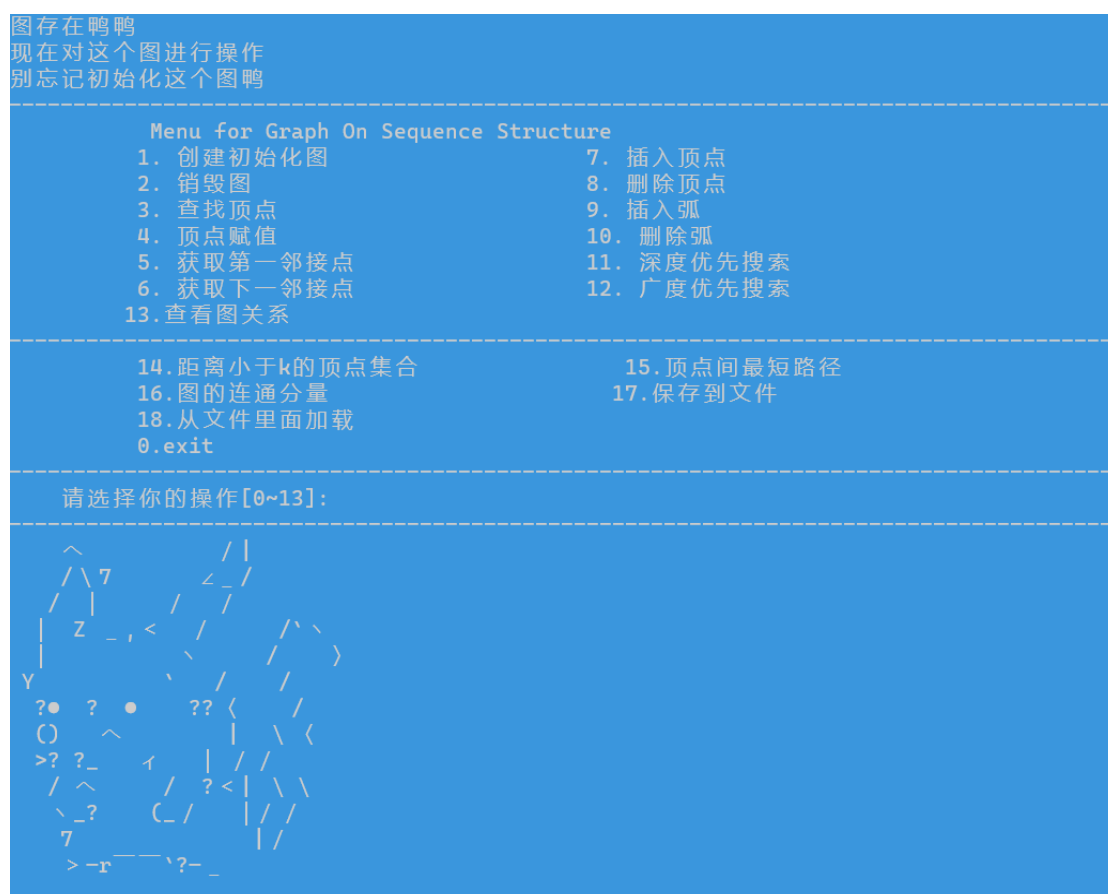 图存在鸭鸭
现在对这个图进行操作
别忘记初始化这个图鸭
Menu for Graph On Sequence Structure
1. 创建初始化图 7. 插入顶点
2. 销毁图 8. 删除顶点
3. 查找顶点 9. 插入弧
4. 顶点赋值 10. 删除弧
5. 获取第一邻接点 11. 深度优先搜索
6. 获取下一邻接点 12. 广度优先搜索
13.查看图关系
14.距离小于k的顶点集合 15.顶点间最短路径
16.图的连通分量 17.保存到文件
18.从文件里面加载
0.exit
请选择你的操作[0~13]: